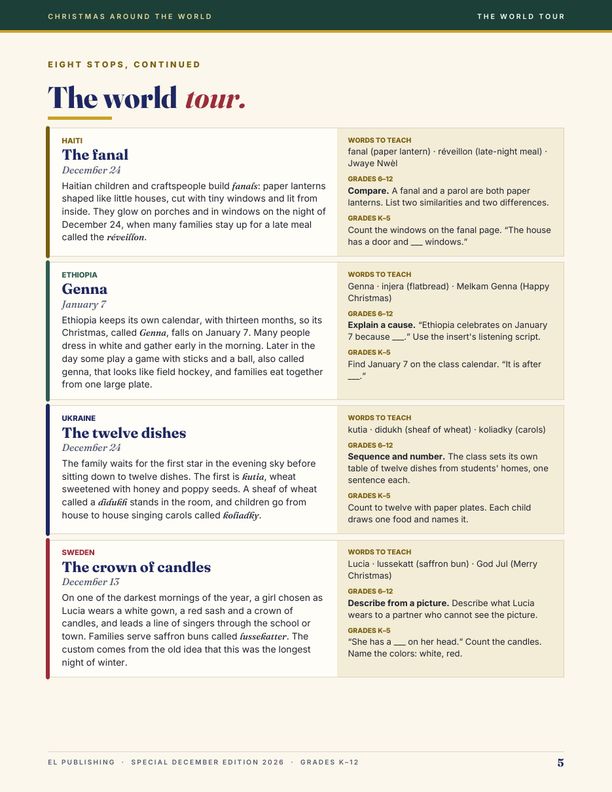 CHRISTMAS AROUND THE WORLD
THE WORLD TOUR
EIGHT STOPS, CONTINUED
The world tour.
HAITI
The fanal
December 24
Haitian children and craftspeople build fanals: paper lanterns
shaped like little houses, cut with tiny windows and lit from
inside. They glow on porches and in windows on the night of
December 24, when many families stay up for a late meal
called the réveillon.
WORDS TO TEACH
fanal (paper lantern) · réveillon (late-night meal) ·
Jwaye Nwèl
GRADES 6–12
Compare. A fanal and a parol are both paper
lanterns. List two similarities and two differences.
GRADES K–5
Count the windows on the fanal page. “The house
has a door and ___ windows.”
ETHIOPIA
Genna
January 7
Ethiopia keeps its own calendar, with thirteen months, so its
Christmas, called Genna, falls on January 7. Many people
dress in white and gather early in the morning. Later in the
day some play a game with sticks and a ball, also called
genna, that looks like field hockey, and families eat together
from one large plate.
WORDS TO TEACH
Genna · injera (flatbread) · Melkam Genna (Happy
Christmas)
GRADES 6–12
Explain a cause. “Ethiopia celebrates on January
7 because ___.” Use the insert's listening script.
GRADES K–5
Find January 7 on the class calendar. “It is after
___.”
UKRAINE
The twelve dishes
December 24
The family waits for the first star in the evening sky before
sitting down to twelve dishes. The first is kutia, wheat
sweetened with honey and poppy seeds. A sheaf of wheat
called a didukh stands in the room, and children go from
house to house singing carols called koliadky.
WORDS TO TEACH
kutia · didukh (sheaf of wheat) · koliadky (carols)
GRADES 6–12
Sequence and number. The class sets its own
table of twelve dishes from students' homes, one
sentence each.
GRADES K–5
Count to twelve with paper plates. Each child
draws one food and names it.
SWEDEN
The crown of candles
December 13
On one of the darkest mornings of the year, a girl chosen as
Lucia wears a white gown, a red sash and a crown of
candles, and leads a line of singers through the school or
town. Families serve saffron buns called lussekatter. The
custom comes from the old idea that this was the longest
night of winter.
WORDS TO TEACH
Lucia · lussekatt (saffron bun) · God Jul (Merry
Christmas)
GRADES 6–12
Describe from a picture. Describe what Lucia
wears to a partner who cannot see the picture.
GRADES K–5
“She has a ___ on her head.” Count the candles.
Name the colors: white, red.
EL PUBLISHING · SPECIAL DECEMBER EDITION 2026 · GRADES K–12
5